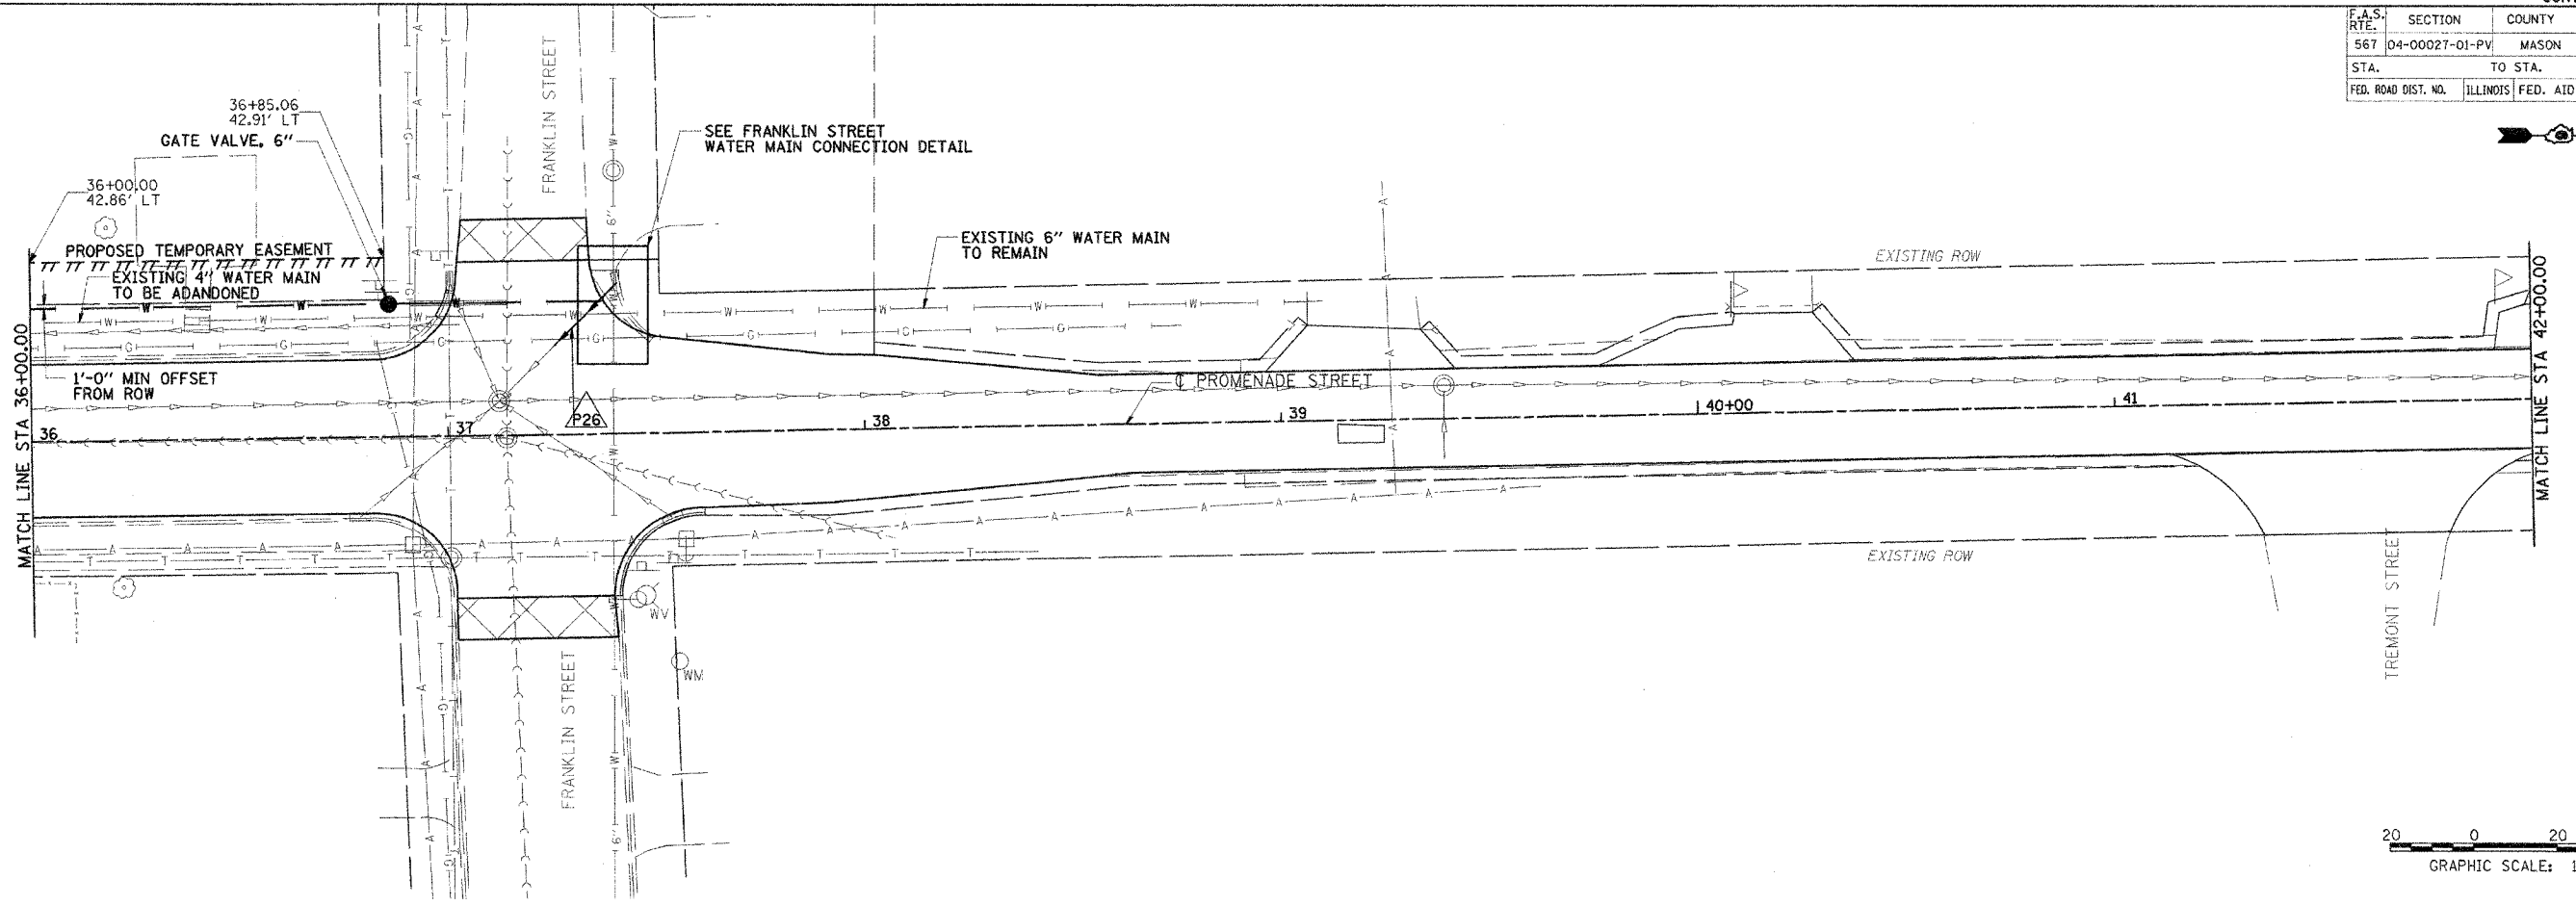 F.A.S. RTE. SECTION COUNTY
567 04-00027-01-PV MASON
STA. TO STA.
FED. ROAD DIST. NO. ILLINOIS FED. AID
36+85.06
42.91' LT
GATE VALVE, 6"
36+00.00
42.86' LT
FRANKLIN STREET
SEE FRANKLIN STREET
WATER MAIN CONNECTION DETAIL
PROPOSED TEMPORARY EASEMENT
EXISTING 4" WATER MAIN
TO BE ADANDONED
EXISTING 6" WATER MAIN
TO REMAIN
EXISTING ROW
6"
1'-0" MIN OFFSET
FROM ROW
MATCH LINE STA 36+00.00
℄ PROMENADE STREET
P26
36
37
38
39
40+00
41
MATCH LINE STA 42+00.00
EXISTING ROW
WV
WM
FRANKLIN STREET
6"
TREMONT STREET
20 0 20
GRAPHIC SCALE: 1